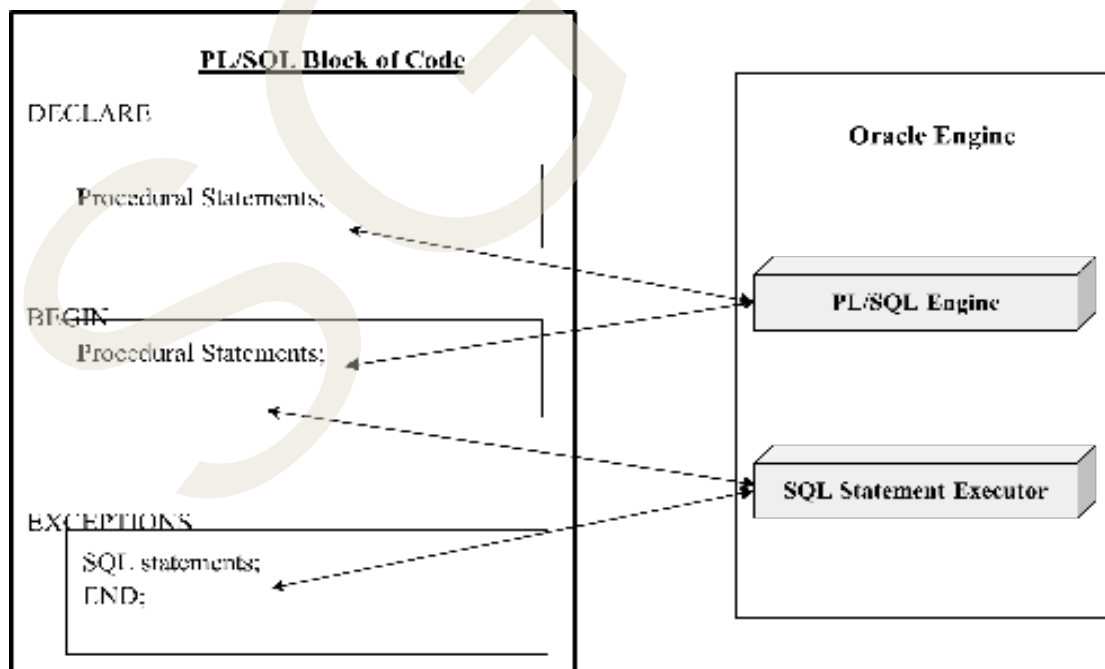 PL/SQL Block of Code
DECLARE
Procedural Statements;
BEGIN
Procedural Statements;
EXCEPTIONS
SQL statements;
END;
Oracle Engine
PL/SQL Engine
SQL Statement Executor